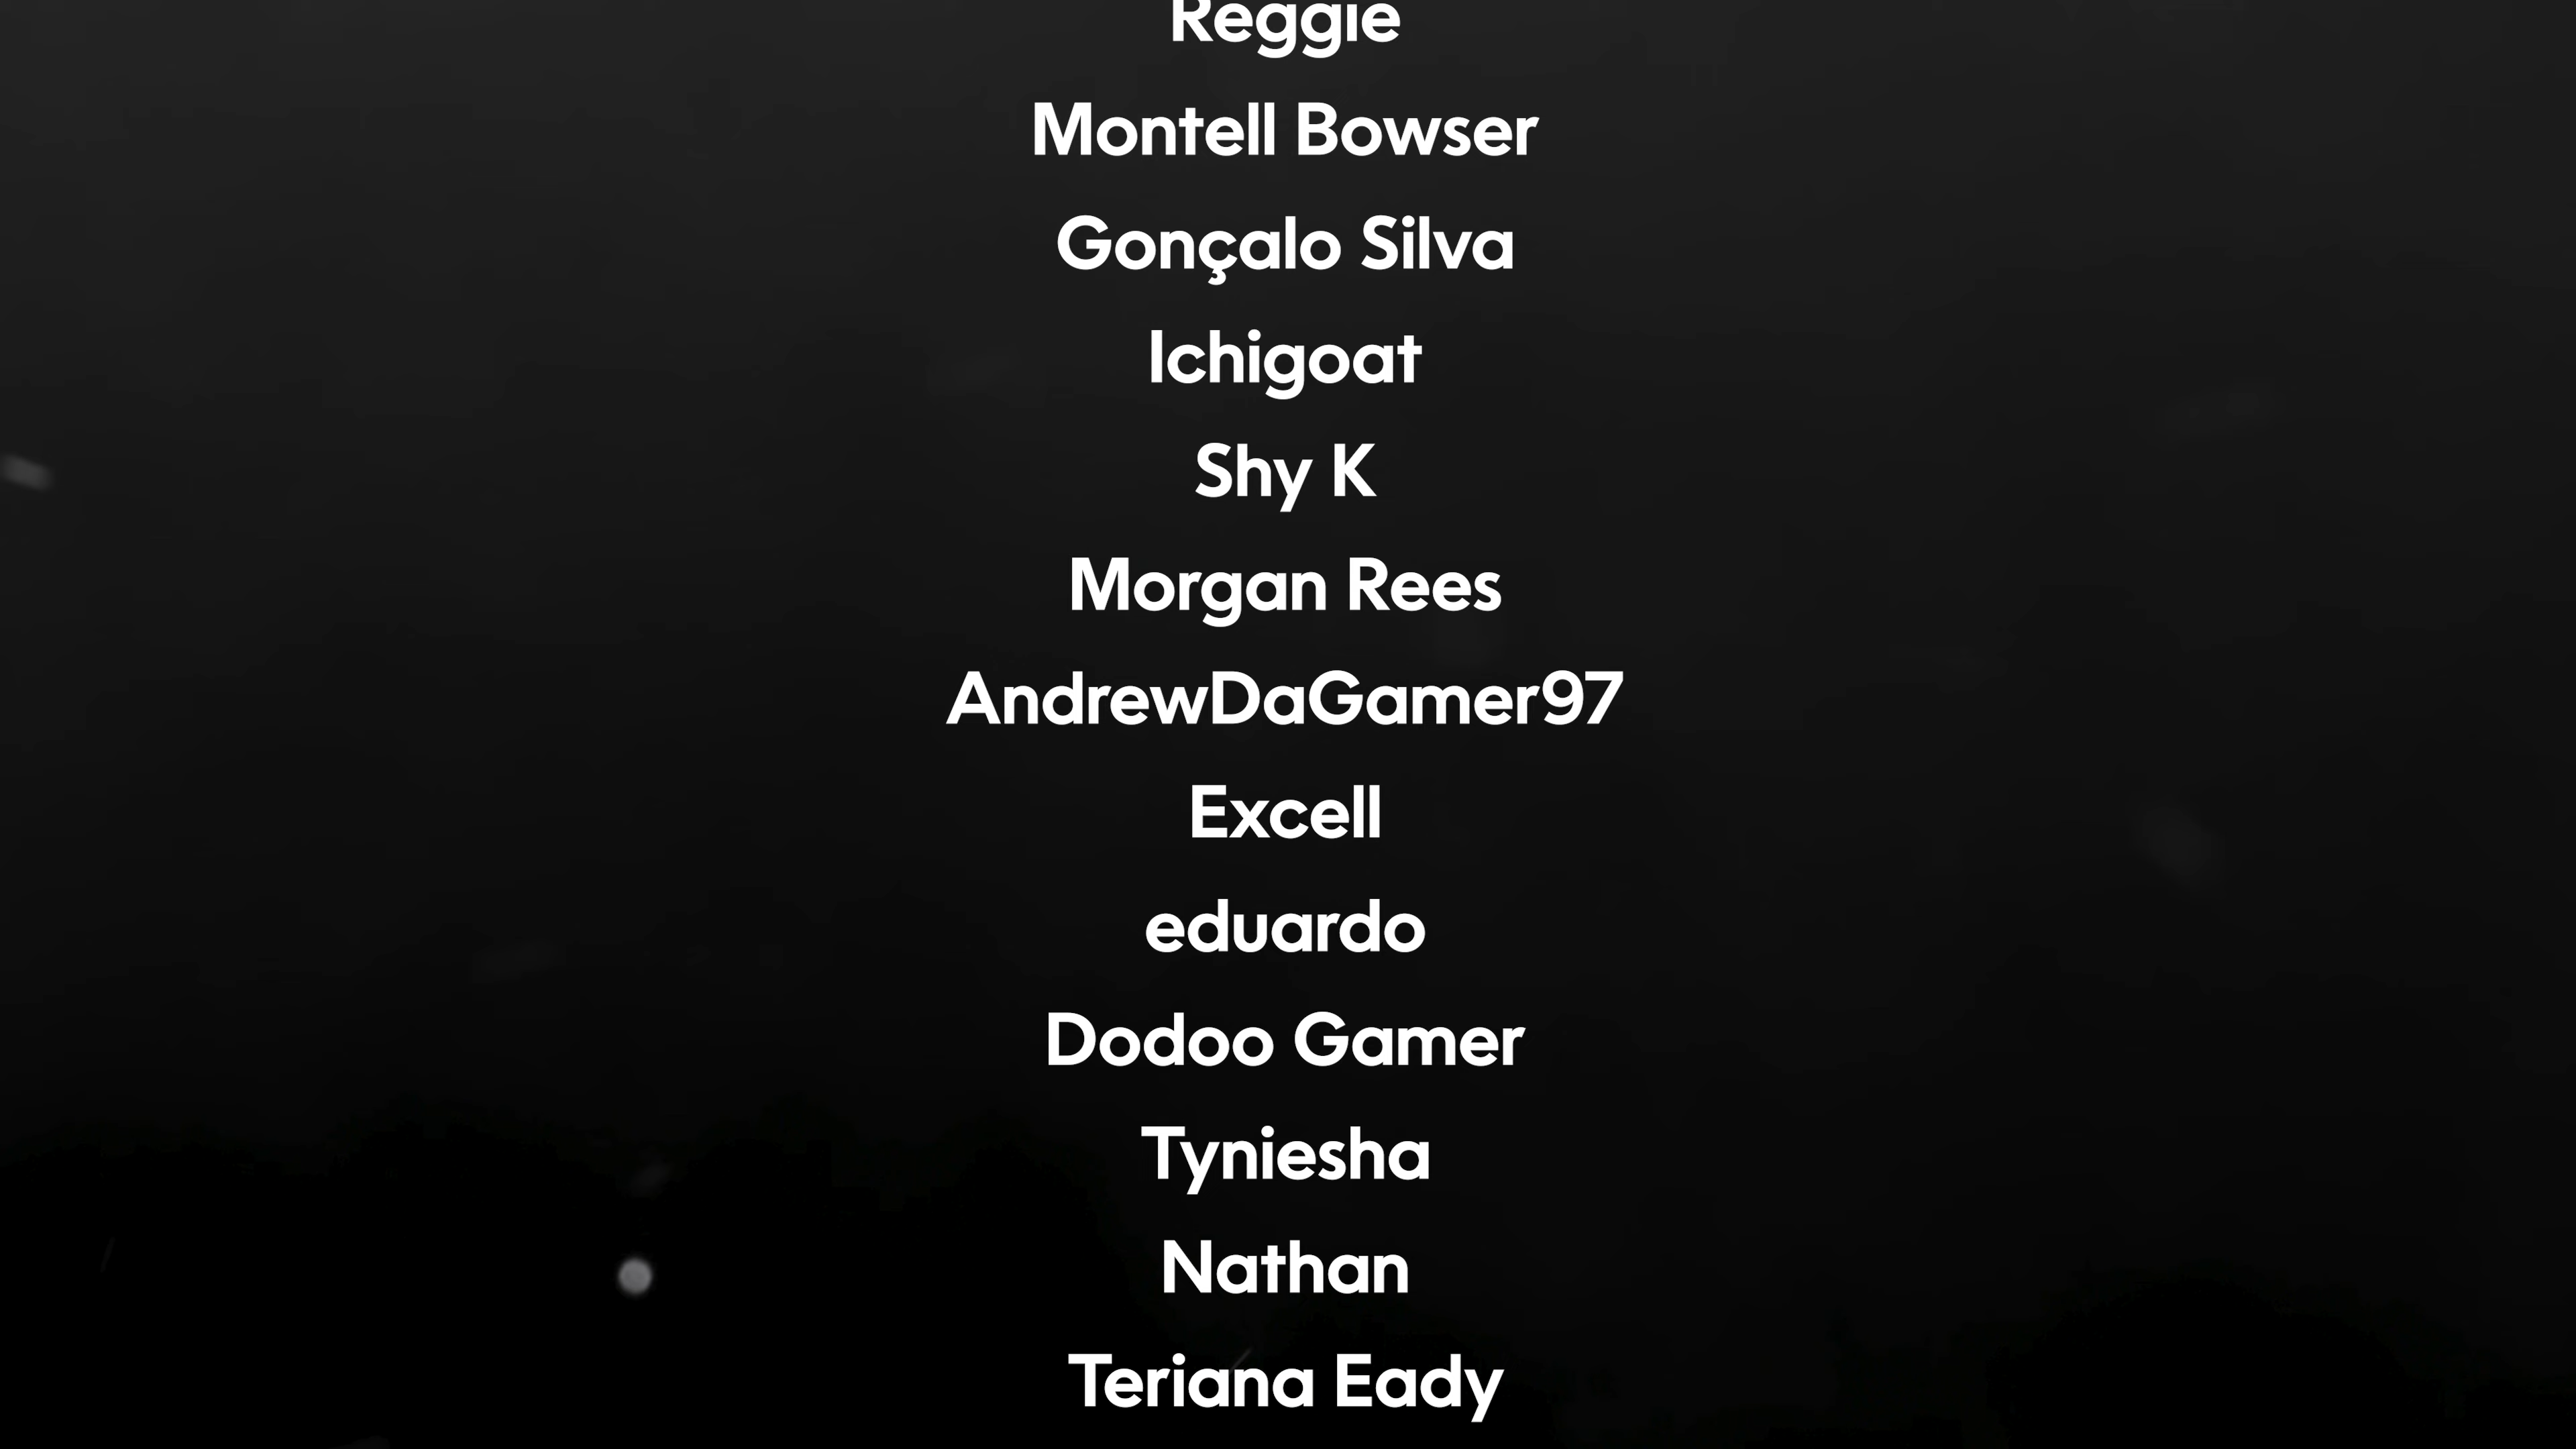 Reggie
Montell Bowser
Gonçalo Silva
Ichigoat
Shy K
Morgan Rees
AndrewDaGamer97
Excell
eduardo
Dodoo Gamer
Tyniesha
Nathan
Teriana Eady